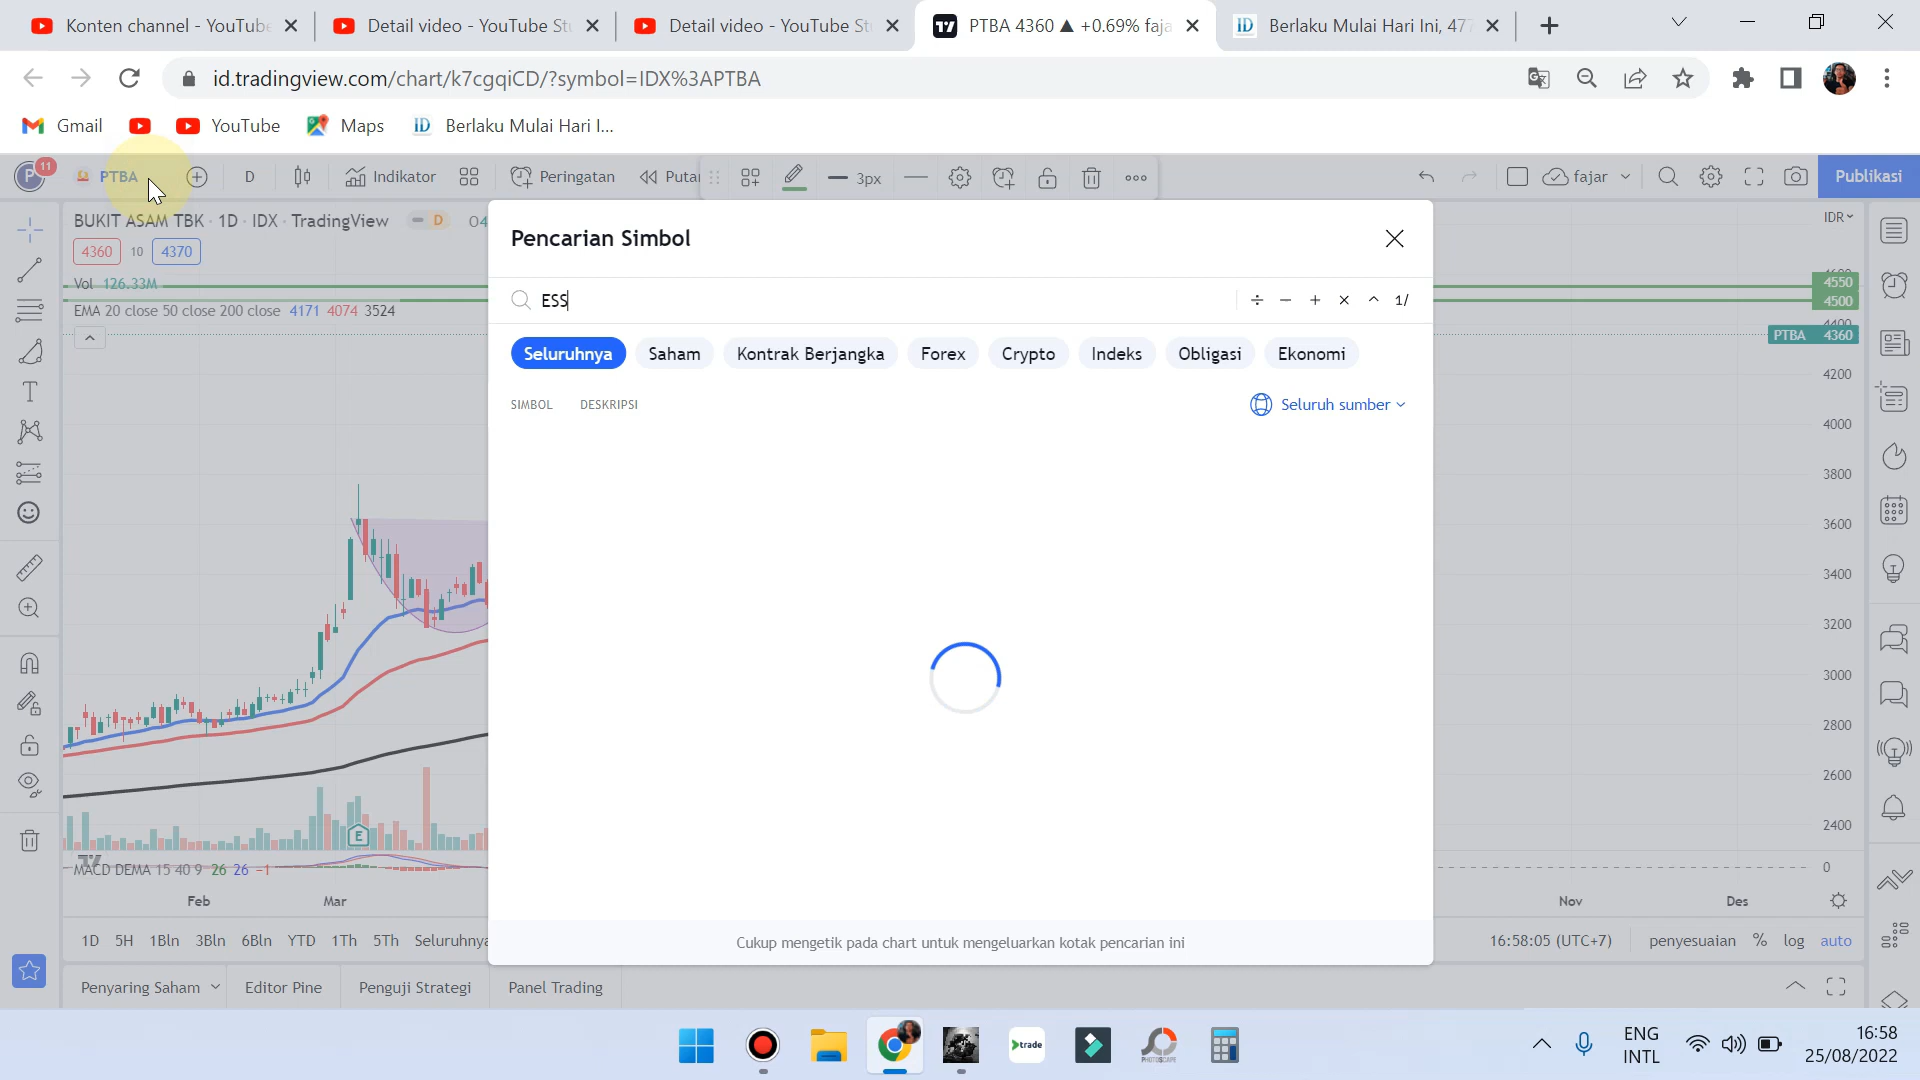 Konten channel - YouTube
Detail video - YouTube St
Detail video - YouTube St
PTBA 4360 ▲ +0.69% faja
Berlaku Mulai Hari Ini, 477
id.tradingview.com/chart/k7cgqiCD/?symbol=IDX%3APTBA
Gmail
YouTube
Maps
ID Berlaku Mulai Hari I...
P 11
PTBA
D
Indikator
Peringatan
Putar
3px
fajar
Publikasi
BUKIT ASAM TBK · 1D · IDX · TradingView
D
O4
IDR
4360 10 4370
Vol 126.33M
EMA 20 close 50 close 200 close 4171 4074 3524
Pencarian Simbol
ESS
÷ − + × ^ 1/
Seluruhnya Saham Kontrak Berjangka Forex Crypto Indeks Obligasi Ekonomi
SIMBOL DESKRIPSI
Seluruh sumber
Cukup mengetik pada chart untuk mengeluarkan kotak pencarian ini
4550
4500
PTBA 4360
4200
4000
3800
3600
3400
3200
3000
2800
2600
2400
0
E
MACD DEMA 15 40 9 26 26 −1
Feb Mar Nov Des
1D 5H 1Bln 3Bln 6Bln YTD 1Th 5Th Seluruhnya
16:58:05 (UTC+7) penyesuaian % log auto
Penyaring Saham Editor Pine Penguji Strategi Panel Trading
trade
PHOTOSCAPE
ENG
INTL
16:58
25/08/2022